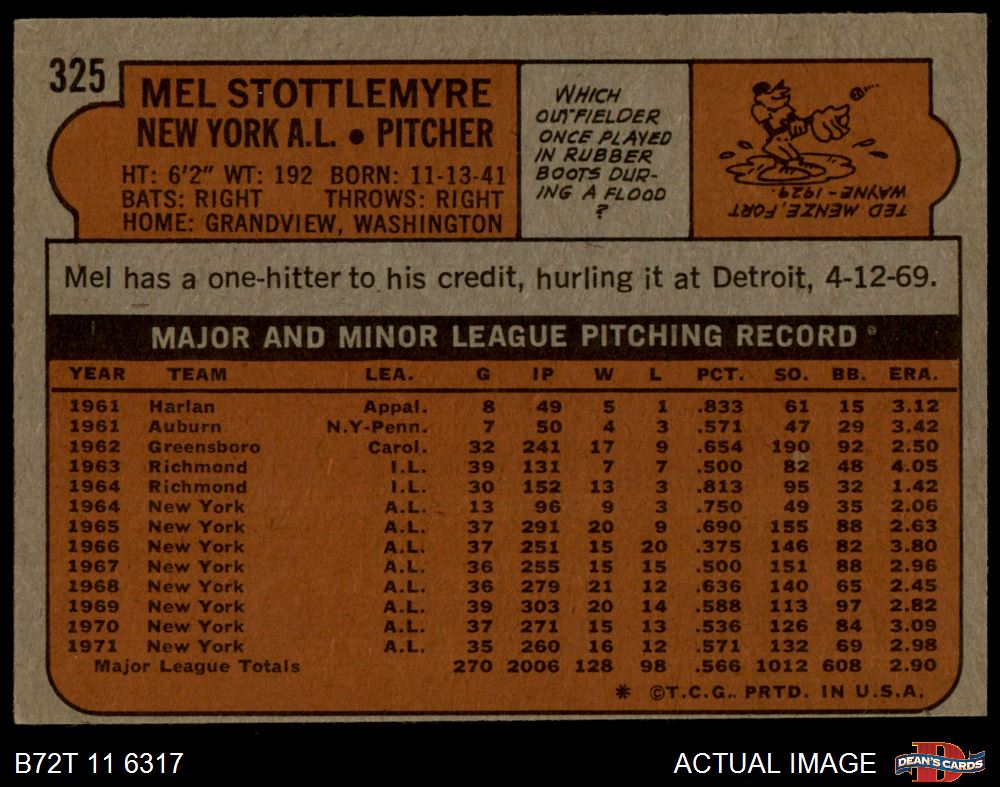 325
MEL STOTTLEMYRE
NEW YORK A.L. • PITCHER
HT: 6'2" WT: 192 BORN: 11-13-41
BATS: RIGHT THROWS: RIGHT
HOME: GRANDVIEW, WASHINGTON
WHICH
OUTFIELDER
ONCE PLAYED
IN RUBBER
BOOTS DUR-
ING A FLOOD
?
TED MENZE, FORT
WAYNE - 1929.
Mel has a one-hitter to his credit, hurling it at Detroit, 4-12-69.
MAJOR AND MINOR LEAGUE PITCHING RECORD
YEAR TEAM LEA. G IP W L PCT. SO. BB. ERA.
1961 Harlan Appal. 8 49 5 1 .833 61 15 3.12
1961 Auburn N.Y-Penn. 7 50 4 3 .571 47 29 3.42
1962 Greensboro Carol. 32 241 17 9 .654 190 92 2.50
1963 Richmond I.L. 39 131 7 7 .500 82 48 4.05
1964 Richmond I.L. 30 152 13 3 .813 95 32 1.42
1964 New York A.L. 13 96 9 3 .750 49 35 2.06
1965 New York A.L. 37 291 20 9 .690 155 88 2.63
1966 New York A.L. 37 251 15 20 .375 146 82 3.80
1967 New York A.L. 36 255 15 15 .500 151 88 2.96
1968 New York A.L. 36 279 21 12 .636 140 65 2.45
1969 New York A.L. 39 303 20 14 .588 113 97 2.82
1970 New York A.L. 37 271 15 13 .536 126 84 3.09
1971 New York A.L. 35 260 16 12 .571 132 69 2.98
Major League Totals 270 2006 128 98 .566 1012 608 2.90
* ©T.C.G. PRTD. IN U.S.A.
B72T 11 6317
ACTUAL IMAGE
DEAN'S CARDS